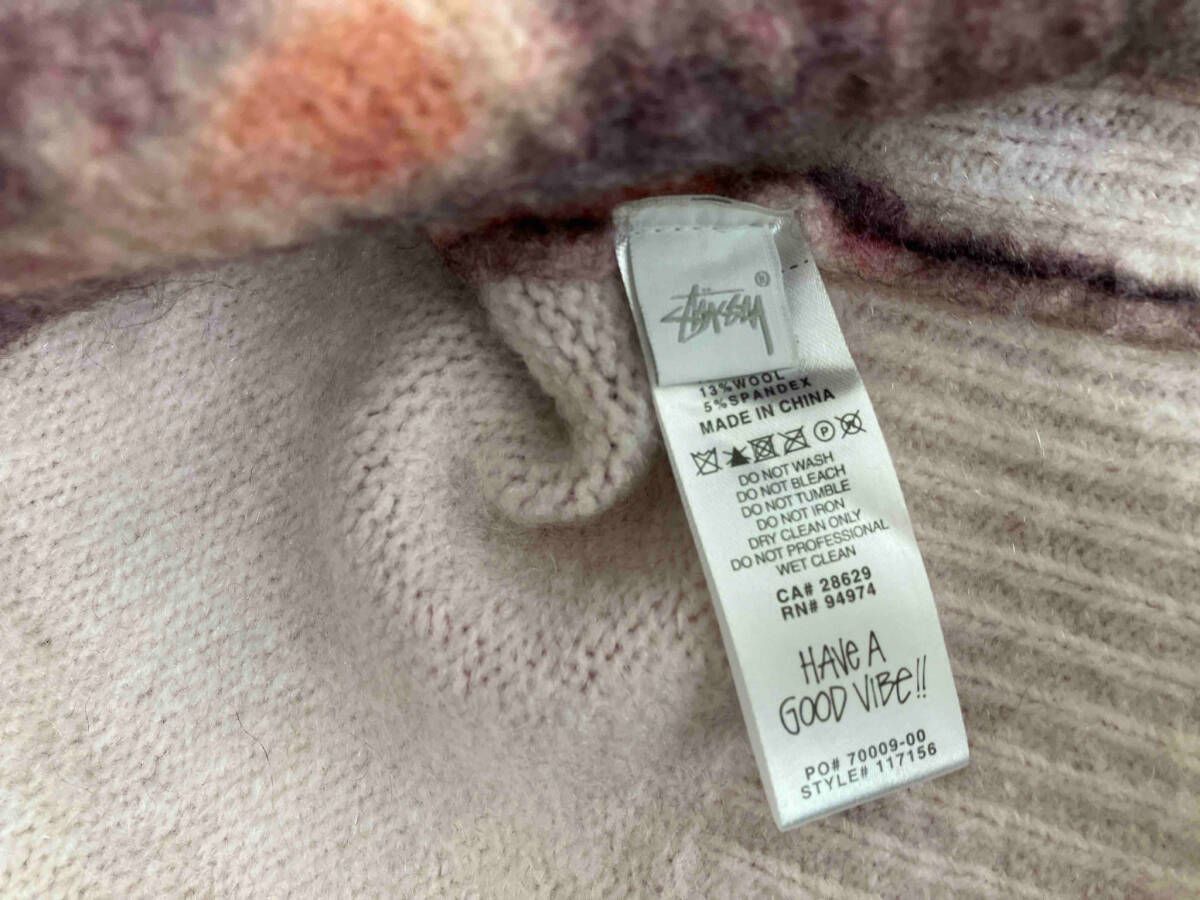 STÜSSY ®
13%WOOL
5%SPANDEX
MADE IN CHINA
P
DO NOT WASH
DO NOT BLEACH
DO NOT TUMBLE
DO NOT IRON
DRY CLEAN ONLY
DO NOT PROFESSIONAL
WET CLEAN
CA# 28629
RN# 94974
HAVE A
GOOD VIBE!!
PO# 70009-00
STYLE# 117156